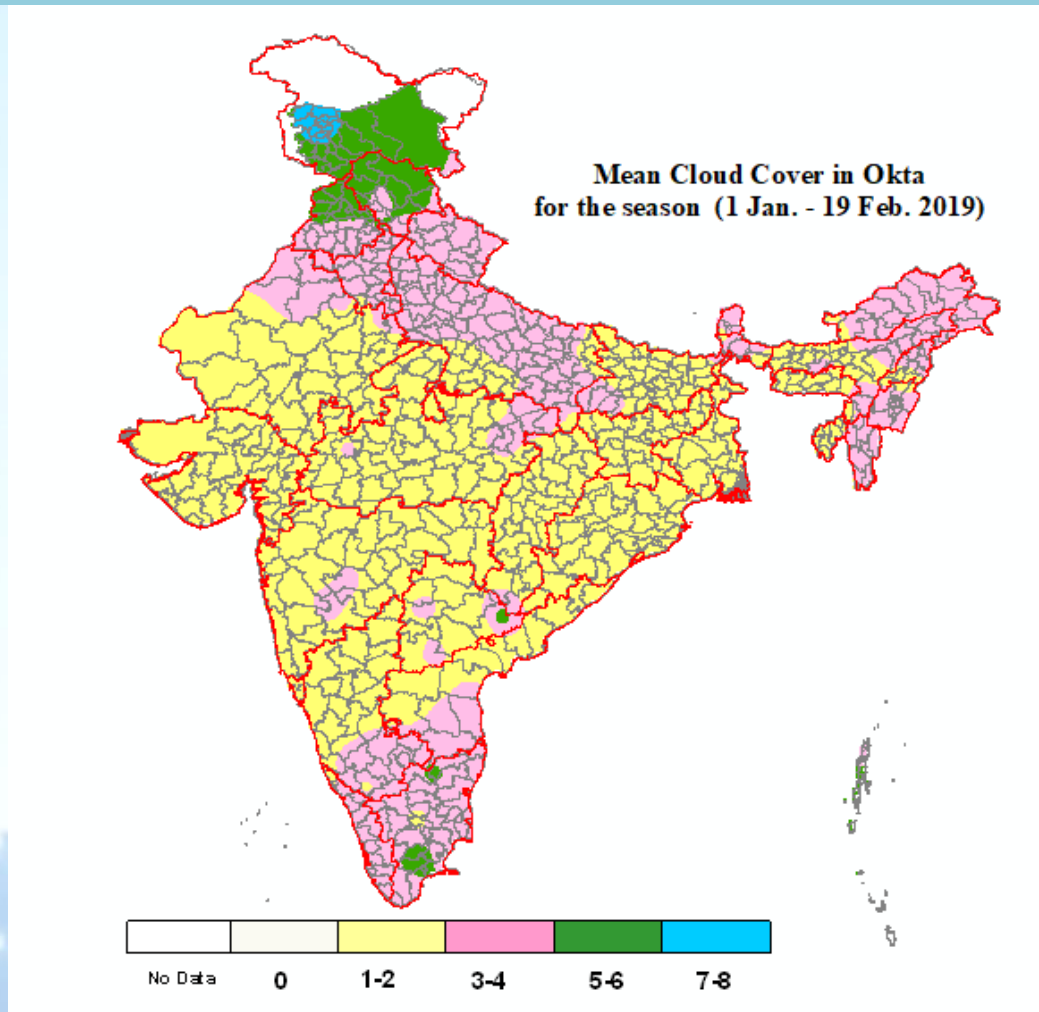 Mean Cloud Cover in Okta
for the season (1 Jan. - 19 Feb. 2019)
No Data 0 1-2 3-4 5-6 7-8